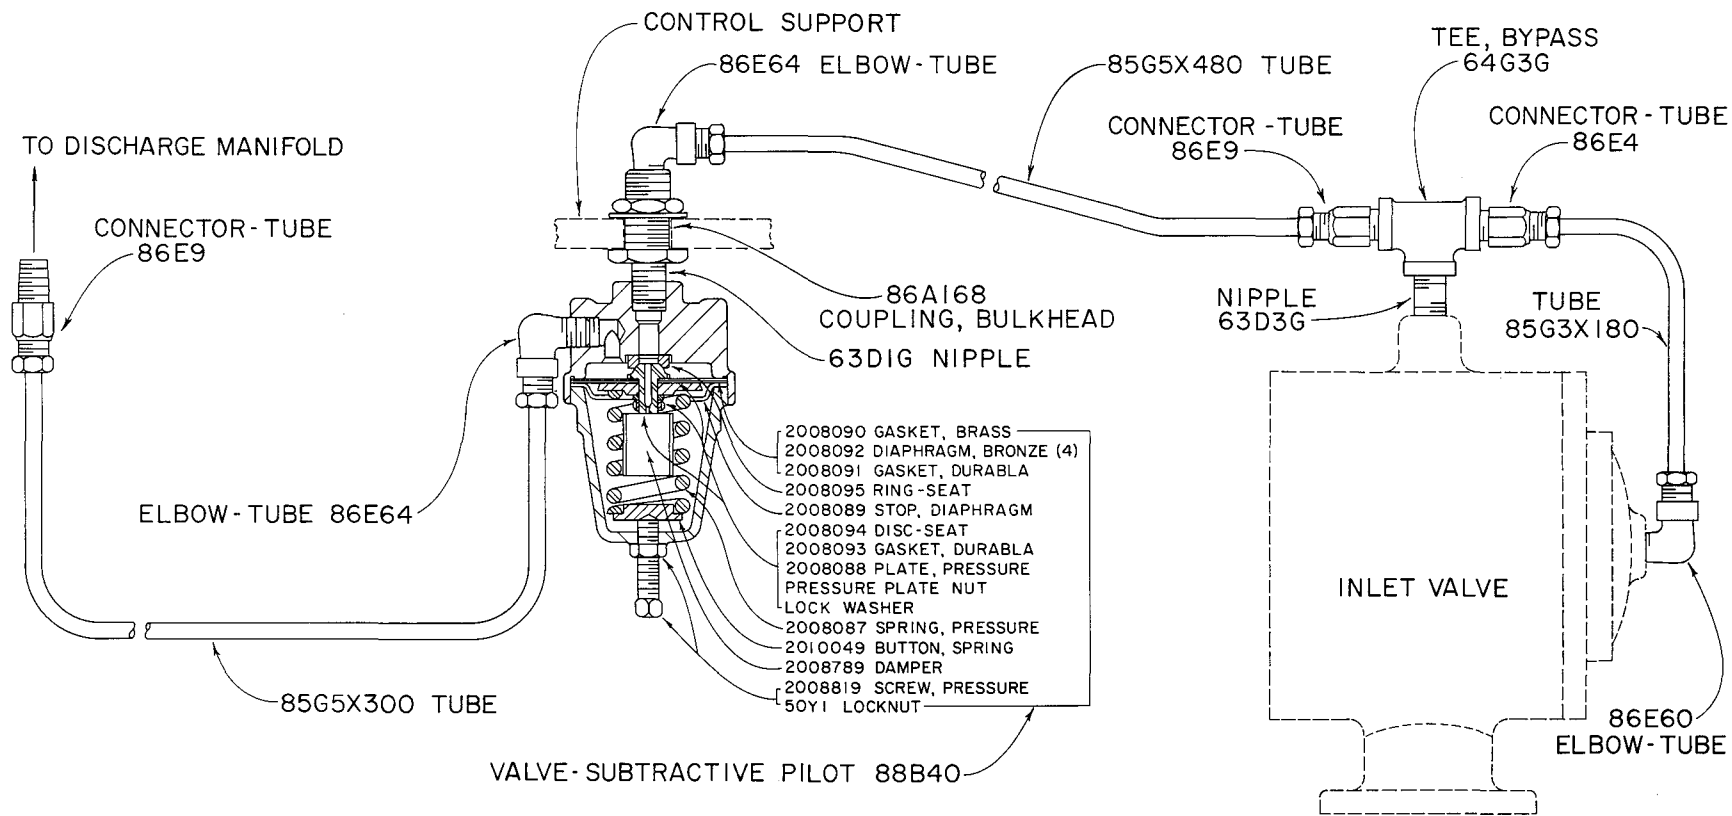 CONTROL SUPPORT
86E64 ELBOW-TUBE
85G5X480 TUBE
TEE, BYPASS
64G3G
CONNECTOR-TUBE
86E9
CONNECTOR-TUBE
86E4
TO DISCHARGE MANIFOLD
CONNECTOR-TUBE
86E9
86A168
COUPLING, BULKHEAD
63D1G NIPPLE
NIPPLE
63D3G
TUBE
85G3X180
2008090 GASKET, BRASS
2008092 DIAPHRAGM, BRONZE (4)
2008091 GASKET, DURABLA
2008095 RING-SEAT
2008089 STOP, DIAPHRAGM
2008094 DISC-SEAT
2008093 GASKET, DURABLA
2008088 PLATE, PRESSURE
PRESSURE PLATE NUT
LOCK WASHER
2008087 SPRING, PRESSURE
2010049 BUTTON, SPRING
2008789 DAMPER
2008819 SCREW, PRESSURE
50Y1 LOCKNUT
ELBOW-TUBE 86E64
INLET VALVE
85G5X300 TUBE
86E60
ELBOW-TUBE
VALVE-SUBTRACTIVE PILOT 88B40